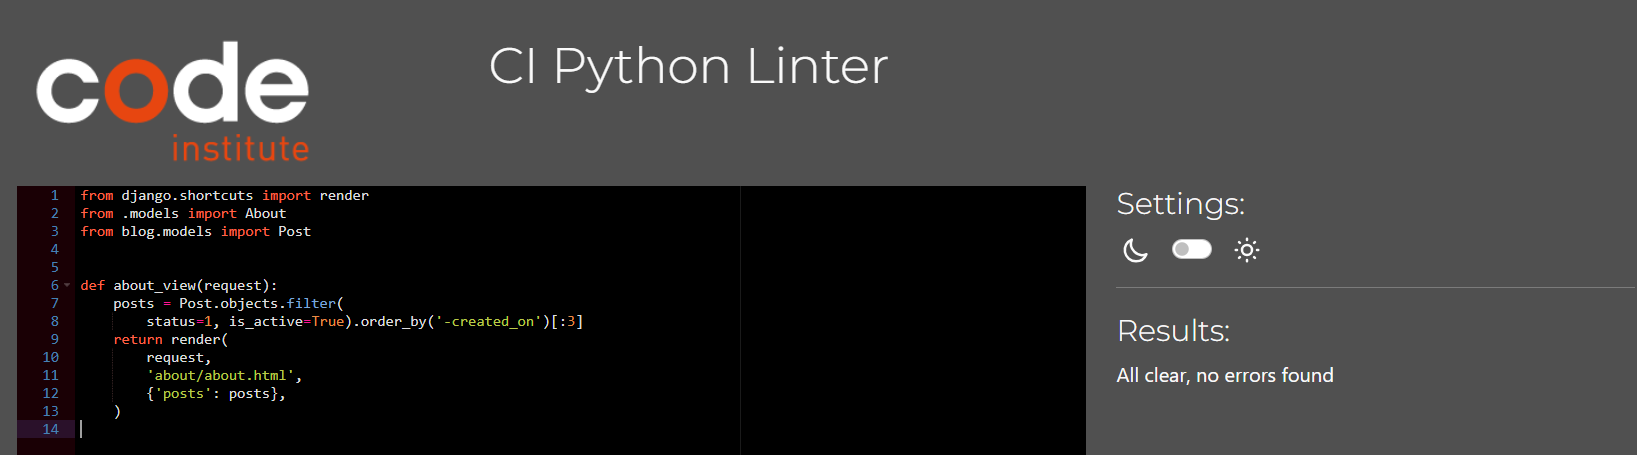 code
institute
CI Python Linter
1 from django.shortcuts import render
2 from .models import About
3 from blog.models import Post
4
5
6 def about_view(request):
7     posts = Post.objects.filter(
8         status=1, is_active=True).order_by('-created_on')[:3]
9     return render(
10         request,
11         'about/about.html',
12         {'posts': posts},
13     )
14
Settings:
Results:
All clear, no errors found